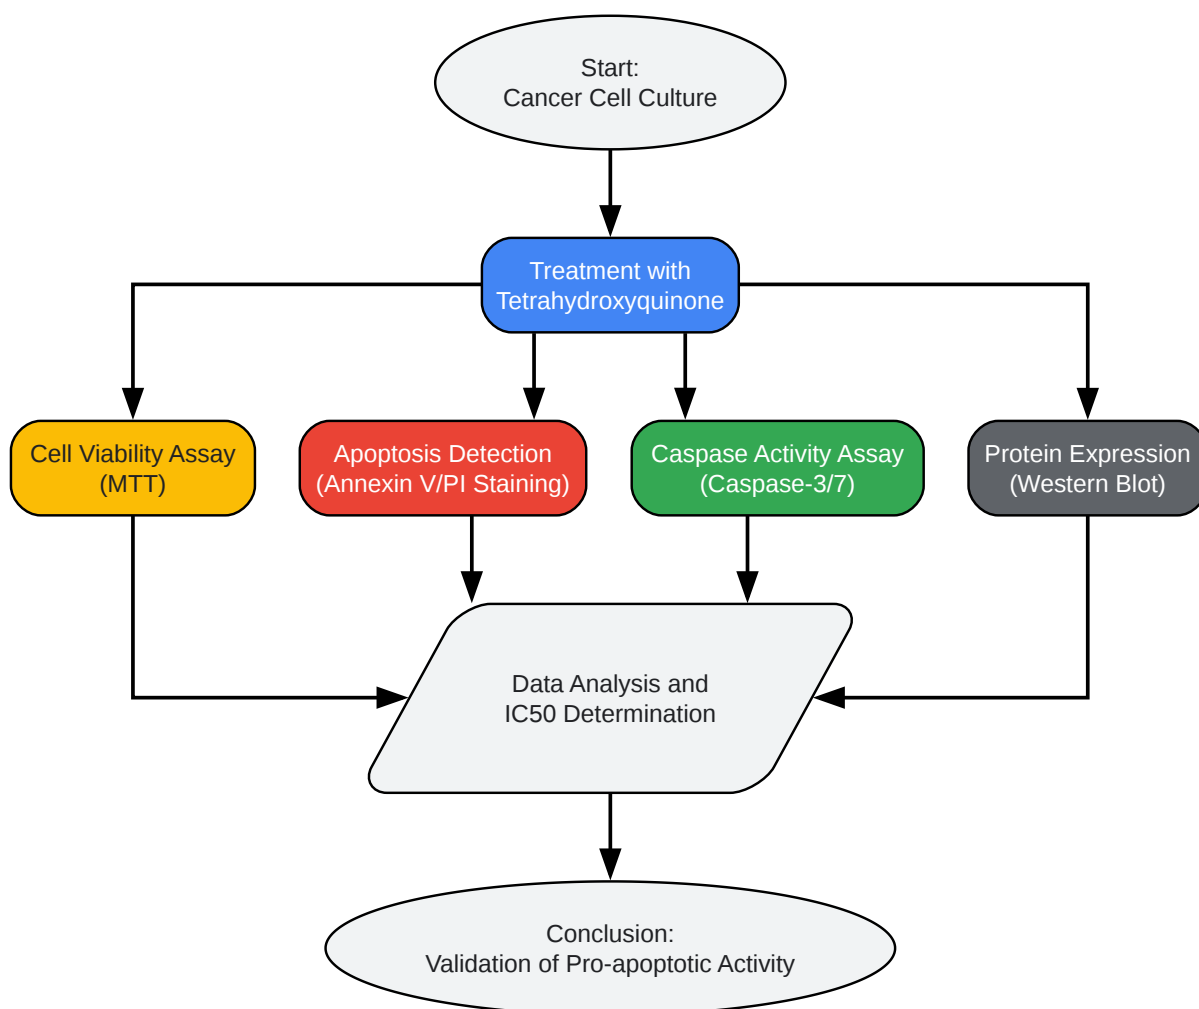 Start:
Cancer Cell Culture
Treatment with
Tetrahydroxyquinone
Cell Viability Assay
(MTT)
Apoptosis Detection
(Annexin V/PI Staining)
Caspase Activity Assay
(Caspase-3/7)
Protein Expression
(Western Blot)
Data Analysis and
IC50 Determination
Conclusion:
Validation of Pro-apoptotic Activity